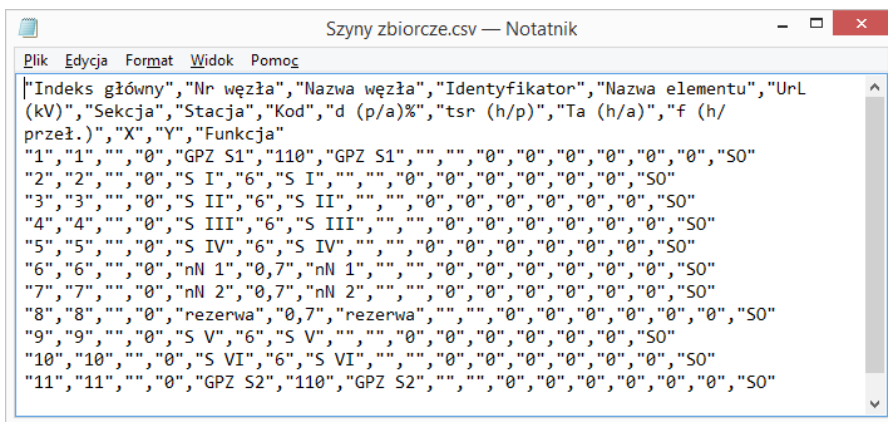 Szyny zbiorcze.csv — Notatnik
Plik Edycja Format Widok Pomoc
"Indeks główny","Nr węzła","Nazwa węzła","Identyfikator","Nazwa elementu","UrL
(kV)","Sekcja","Stacja","Kod","d (p/a)%","tsr (h/p)","Ta (h/a)","f (h/
przeł.)","X","Y","Funkcja"
"1","1","","0","GPZ S1","110","GPZ S1","","","0","0","0","0","0","0","SO"
"2","2","","0","S I","6","S I","","","0","0","0","0","0","0","SO"
"3","3","","0","S II","6","S II","","","0","0","0","0","0","0","SO"
"4","4","","0","S III","6","S III","","","0","0","0","0","0","0","SO"
"5","5","","0","S IV","6","S IV","","","0","0","0","0","0","0","SO"
"6","6","","0","nN 1","0,7","nN 1","","","0","0","0","0","0","0","SO"
"7","7","","0","nN 2","0,7","nN 2","","","0","0","0","0","0","0","SO"
"8","8","","0","rezerwa","0,7","rezerwa","","","0","0","0","0","0","0","SO"
"9","9","","0","S V","6","S V","","","0","0","0","0","0","0","SO"
"10","10","","0","S VI","6","S VI","","","0","0","0","0","0","0","SO"
"11","11","","0","GPZ S2","110","GPZ S2","","","0","0","0","0","0","0","SO"